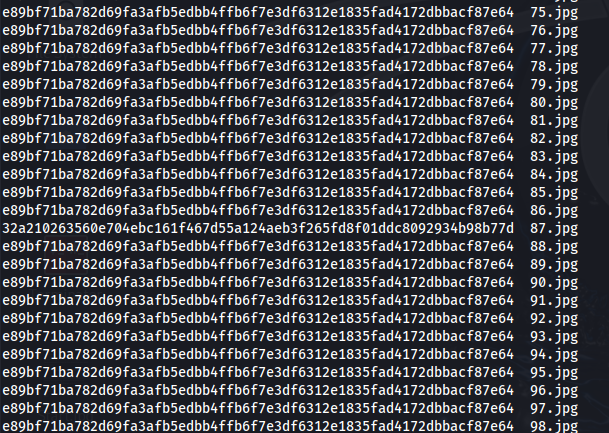 e89bf71ba782d69fa3afb5edbb4ffb6f7e3df6312e1835fad4172dbbacf87e64  75.jpg
e89bf71ba782d69fa3afb5edbb4ffb6f7e3df6312e1835fad4172dbbacf87e64  76.jpg
e89bf71ba782d69fa3afb5edbb4ffb6f7e3df6312e1835fad4172dbbacf87e64  77.jpg
e89bf71ba782d69fa3afb5edbb4ffb6f7e3df6312e1835fad4172dbbacf87e64  78.jpg
e89bf71ba782d69fa3afb5edbb4ffb6f7e3df6312e1835fad4172dbbacf87e64  79.jpg
e89bf71ba782d69fa3afb5edbb4ffb6f7e3df6312e1835fad4172dbbacf87e64  80.jpg
e89bf71ba782d69fa3afb5edbb4ffb6f7e3df6312e1835fad4172dbbacf87e64  81.jpg
e89bf71ba782d69fa3afb5edbb4ffb6f7e3df6312e1835fad4172dbbacf87e64  82.jpg
e89bf71ba782d69fa3afb5edbb4ffb6f7e3df6312e1835fad4172dbbacf87e64  83.jpg
e89bf71ba782d69fa3afb5edbb4ffb6f7e3df6312e1835fad4172dbbacf87e64  84.jpg
e89bf71ba782d69fa3afb5edbb4ffb6f7e3df6312e1835fad4172dbbacf87e64  85.jpg
e89bf71ba782d69fa3afb5edbb4ffb6f7e3df6312e1835fad4172dbbacf87e64  86.jpg
32a210263560e704ebc161f467d55a124aeb3f265fd8f01ddc8092934b98b77d  87.jpg
e89bf71ba782d69fa3afb5edbb4ffb6f7e3df6312e1835fad4172dbbacf87e64  88.jpg
e89bf71ba782d69fa3afb5edbb4ffb6f7e3df6312e1835fad4172dbbacf87e64  89.jpg
e89bf71ba782d69fa3afb5edbb4ffb6f7e3df6312e1835fad4172dbbacf87e64  90.jpg
e89bf71ba782d69fa3afb5edbb4ffb6f7e3df6312e1835fad4172dbbacf87e64  91.jpg
e89bf71ba782d69fa3afb5edbb4ffb6f7e3df6312e1835fad4172dbbacf87e64  92.jpg
e89bf71ba782d69fa3afb5edbb4ffb6f7e3df6312e1835fad4172dbbacf87e64  93.jpg
e89bf71ba782d69fa3afb5edbb4ffb6f7e3df6312e1835fad4172dbbacf87e64  94.jpg
e89bf71ba782d69fa3afb5edbb4ffb6f7e3df6312e1835fad4172dbbacf87e64  95.jpg
e89bf71ba782d69fa3afb5edbb4ffb6f7e3df6312e1835fad4172dbbacf87e64  96.jpg
e89bf71ba782d69fa3afb5edbb4ffb6f7e3df6312e1835fad4172dbbacf87e64  97.jpg
e89bf71ba782d69fa3afb5edbb4ffb6f7e3df6312e1835fad4172dbbacf87e64  98.jpg